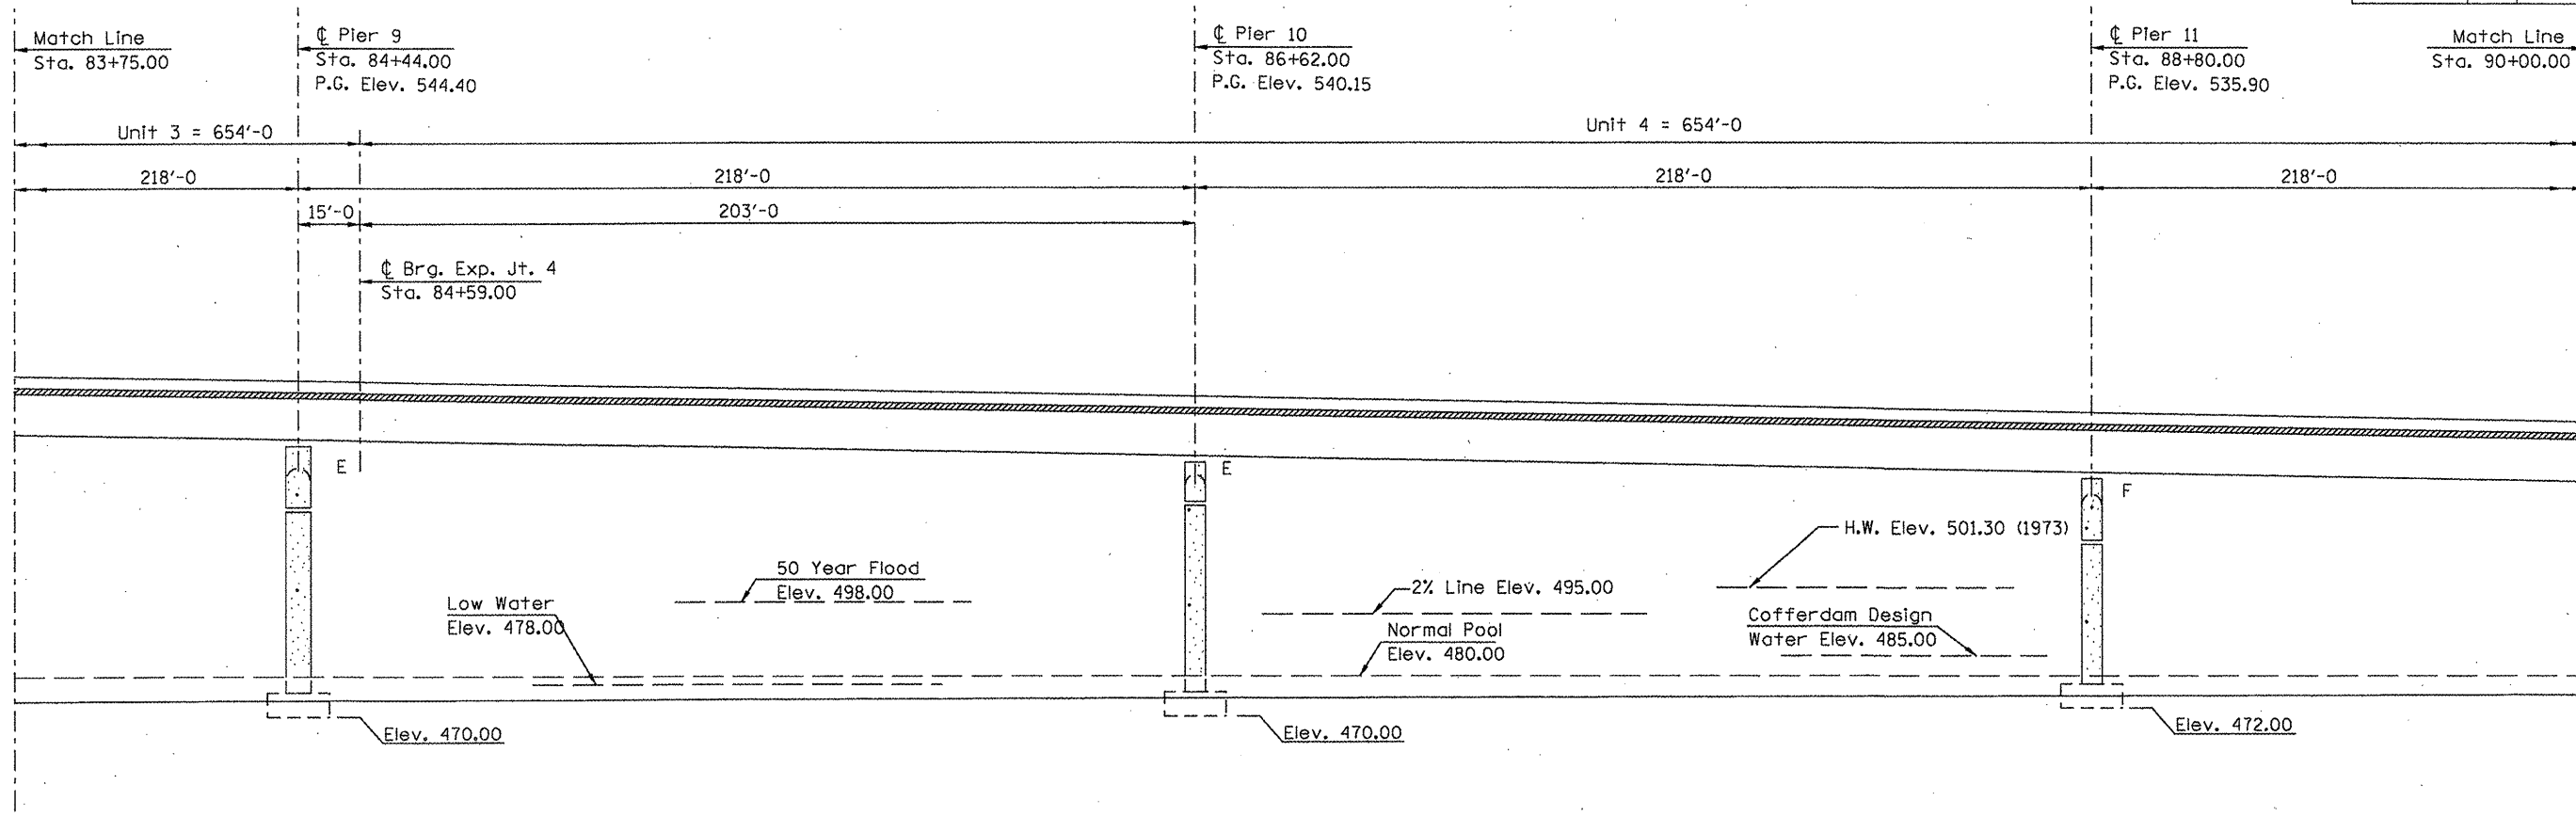 Match Line
Sta. 83+75.00
℄ Pier 9
Sta. 84+44.00
P.G. Elev. 544.40
℄ Pier 10
Sta. 86+62.00
P.G. Elev. 540.15
℄ Pier 11
Sta. 88+80.00
P.G. Elev. 535.90
Match Line
Sta. 90+00.00
Unit 3 = 654'-0
Unit 4 = 654'-0
218'-0
218'-0
218'-0
218'-0
15'-0
203'-0
℄ Brg. Exp. Jt. 4
Sta. 84+59.00
E
E
F
H.W. Elev. 501.30 (1973)
50 Year Flood
Elev. 498.00
2% Line Elev. 495.00
Low Water
Elev. 478.00
Normal Pool
Elev. 480.00
Cofferdam Design
Water Elev. 485.00
Elev. 470.00
Elev. 470.00
Elev. 472.00